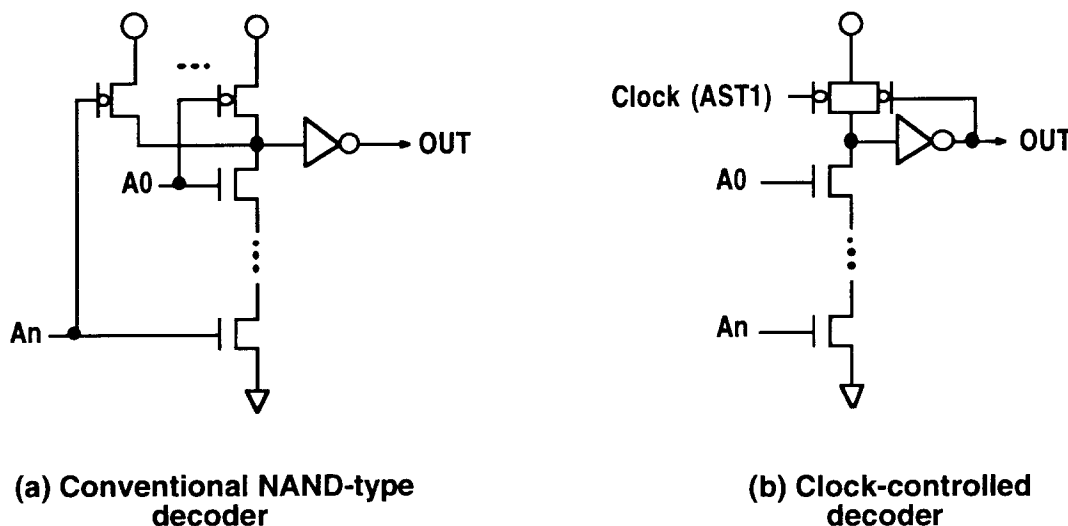 A0
An
OUT
(a) Conventional NAND-type
decoder
Clock (AST1)
OUT
A0
An
(b) Clock-controlled
decoder